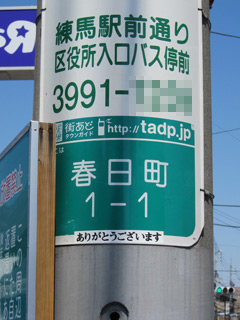 練馬駅前通り
区役所入口バス停前
3991-
街あど
タウンガイド
http://tadp.jp
春日町
1-1
ありがとうございます